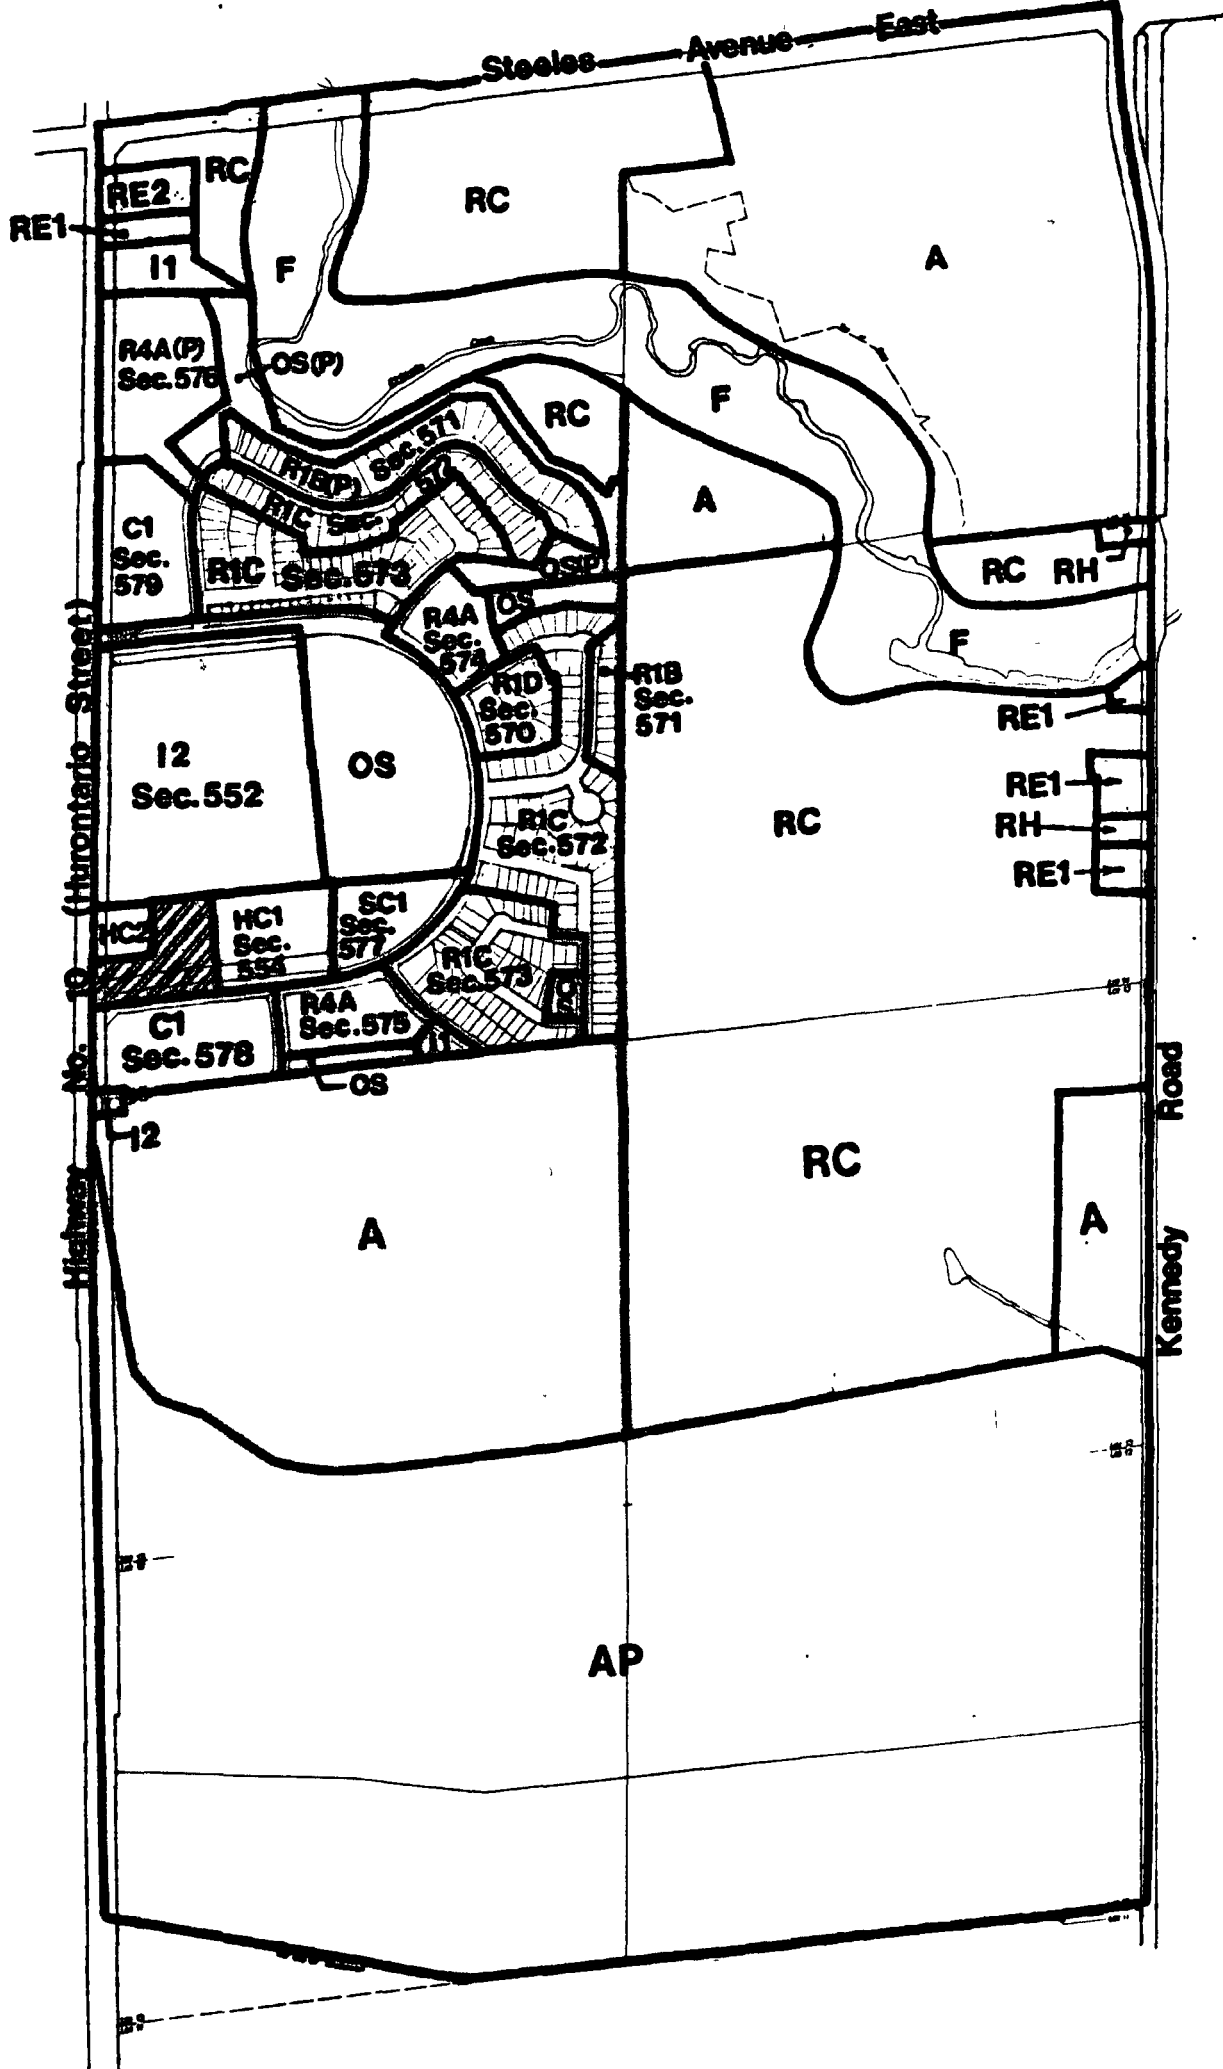 Steeles Avenue East
RC
RE2
RE1
I1
F
RC
A
R4A(P)
Sec. 576
OS(P)
RC
F
R1B(P) Sec. 571
R1C Sec. 572
A
C1
Sec.
579
R1C Sec. 573
OS(P)
RC RH
R4A
Sec.
574
OS
F
R1D
Sec.
570
R1B
Sec.
571
RE1
I2
Sec. 552
OS
R1C
Sec. 572
RC
RE1
RH
RE1
HC2
HC1
Sec.
SC1
Sec.
577
R1C
Sec. 573
C1
Sec. 578
R4A
Sec. 575
I1
OS
I2
A
RC
A
AP
Highway No. 10 (Hurontario Street)
Kennedy Road